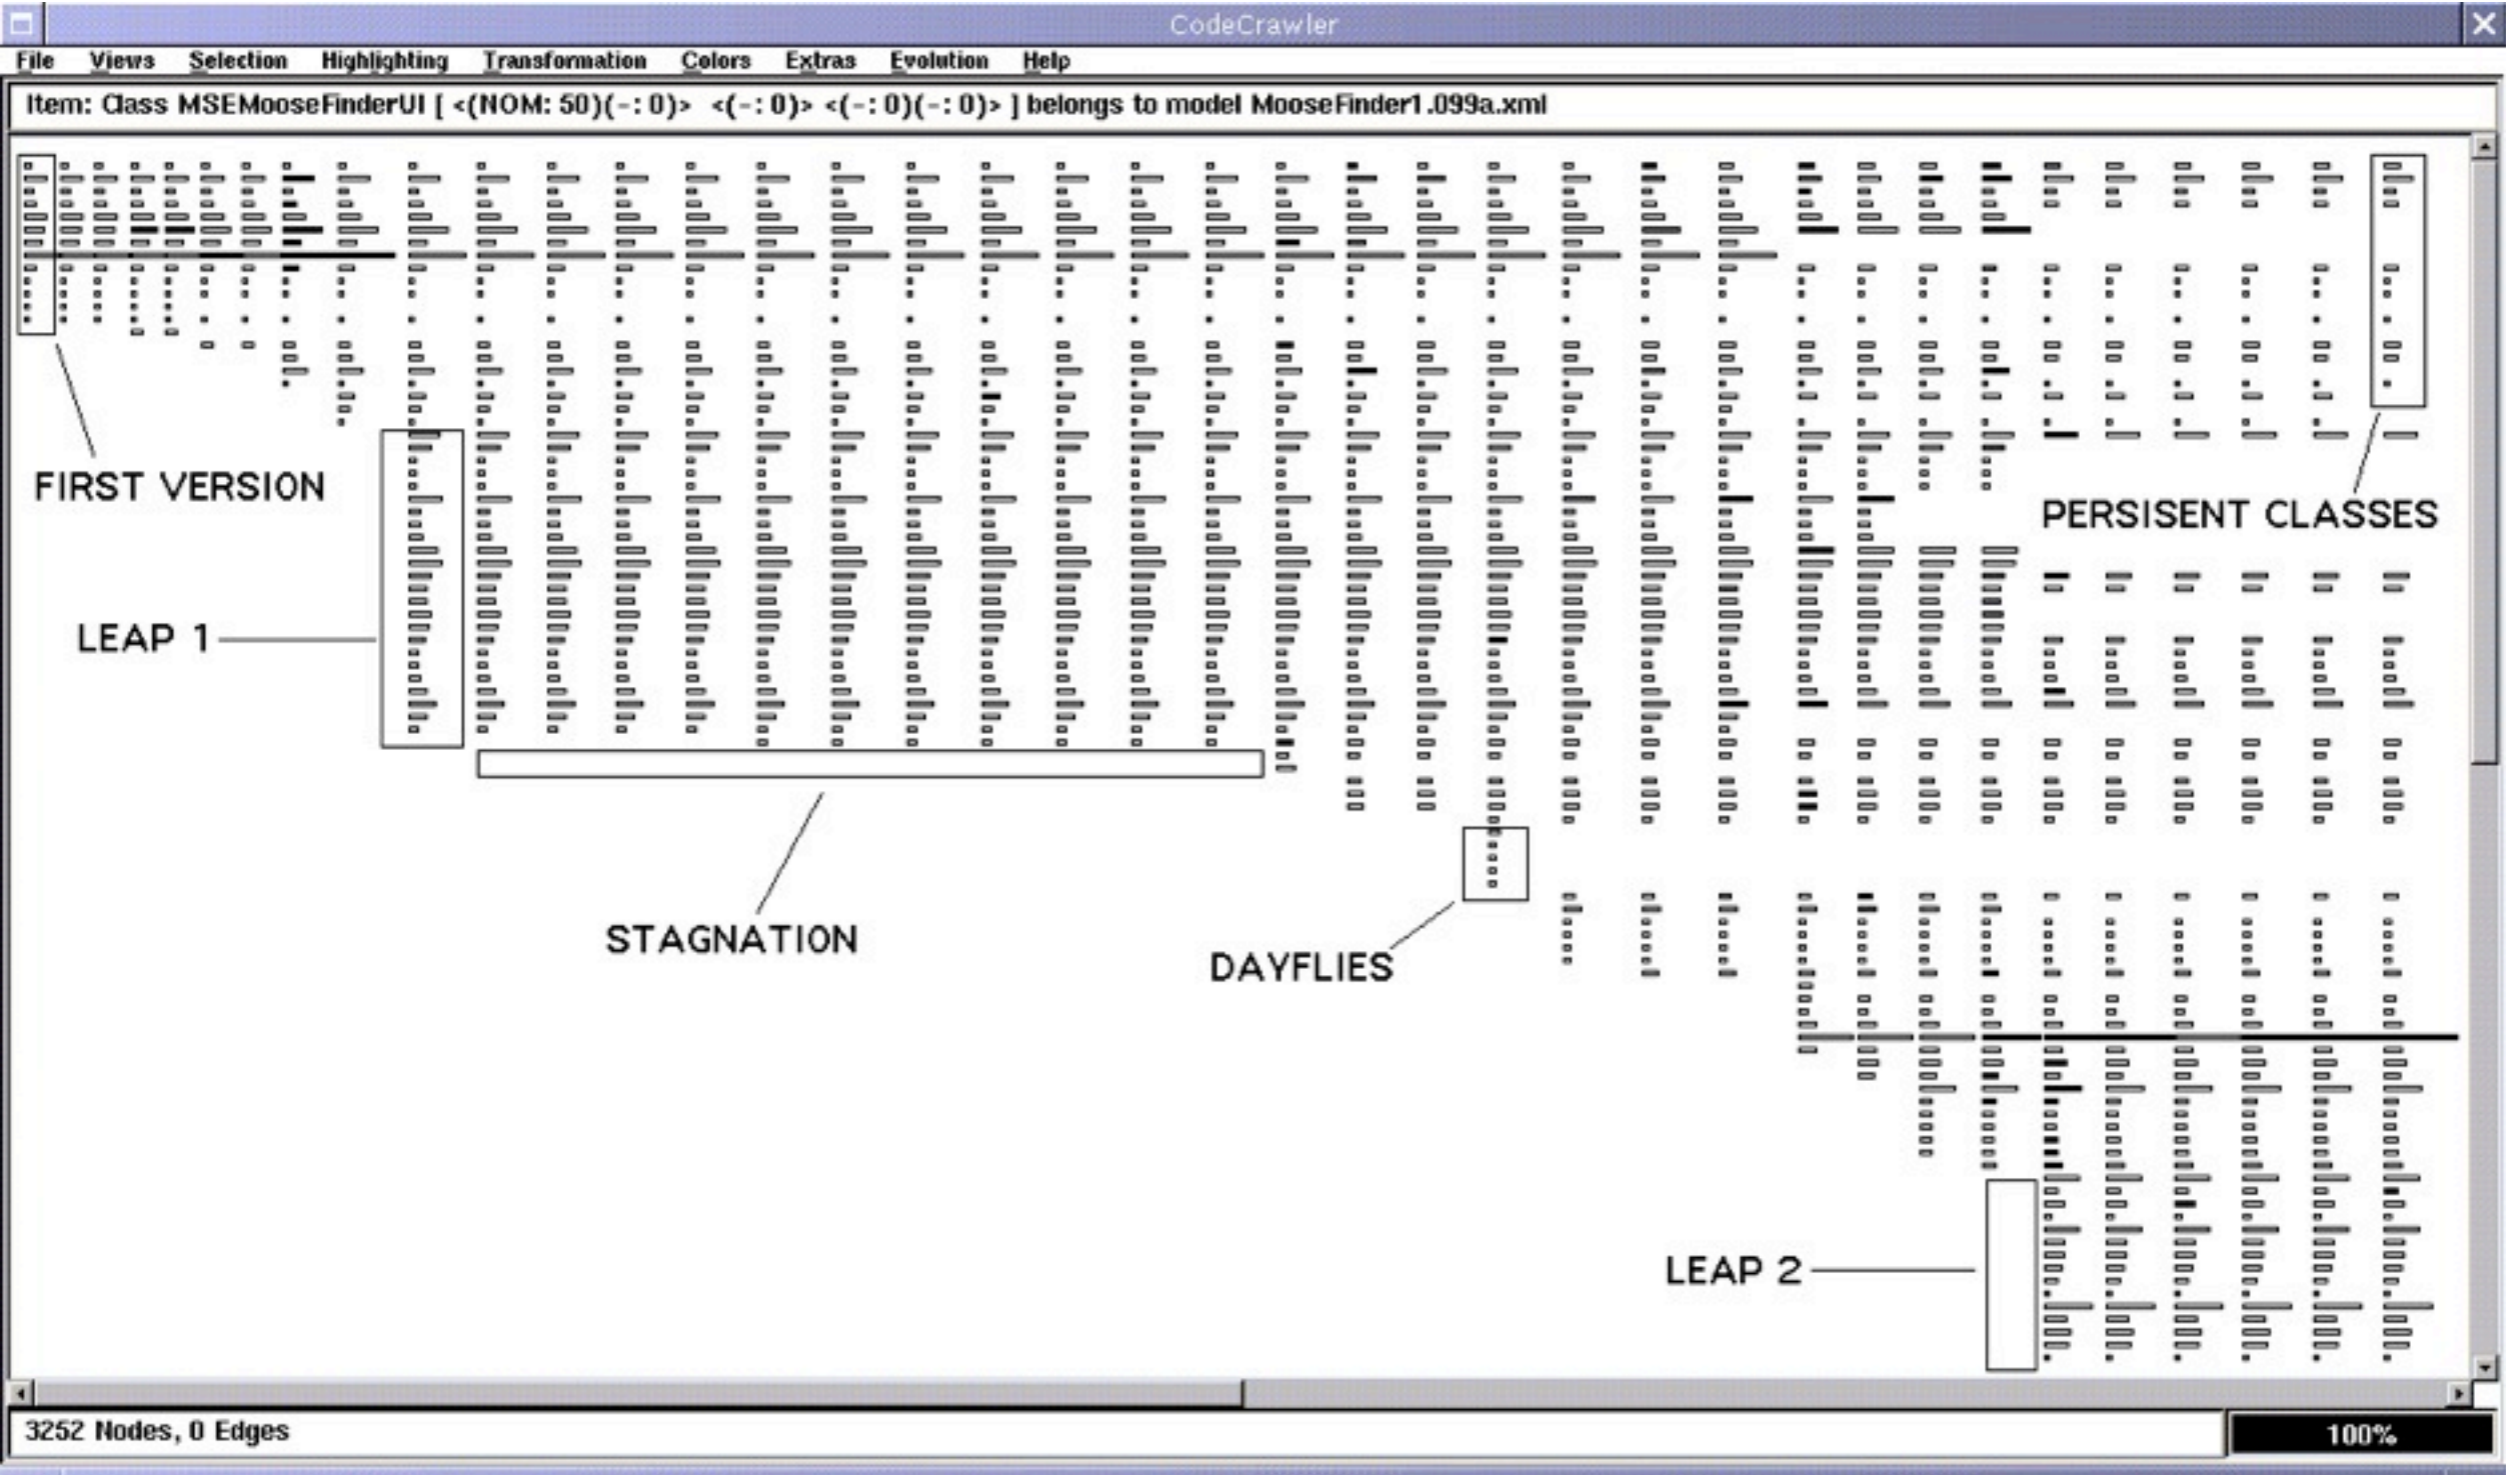 CodeCrawler
File Views Selection Highlighting Transformation Colors Extras Evolution Help
Item: Class MSEMooseFinderUI [ <(NOM: 50)(-: 0)> <(-: 0)> <(-: 0)(-: 0)> ] belongs to model MooseFinder1.099a.xml
FIRST VERSION
PERSISENT CLASSES
LEAP 1
STAGNATION
DAYFLIES
LEAP 2
3252 Nodes, 0 Edges
100%